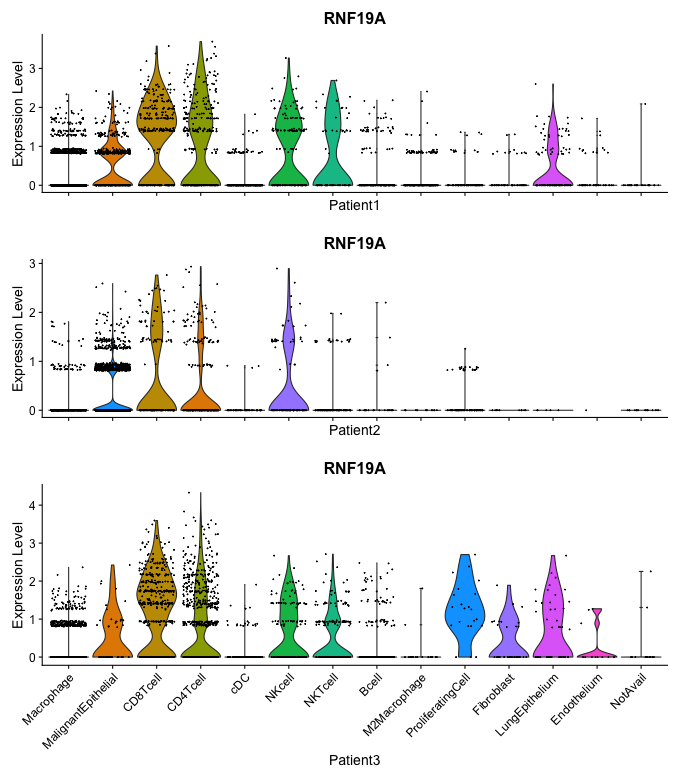 RNF19A
Expression Level
3
2
1
0
Patient1
RNF19A
Expression Level
3
2
1
0
Patient2
RNF19A
Expression Level
4
3
2
1
0
Macrophage
MalignantEpithelial
CD8Tcell
CD4Tcell
cDC
NKcell
NKTcell
Bcell
M2Macrophage
ProliferatingCell
Fibroblast
LungEpithelium
Endothelium
NotAvail
Patient3